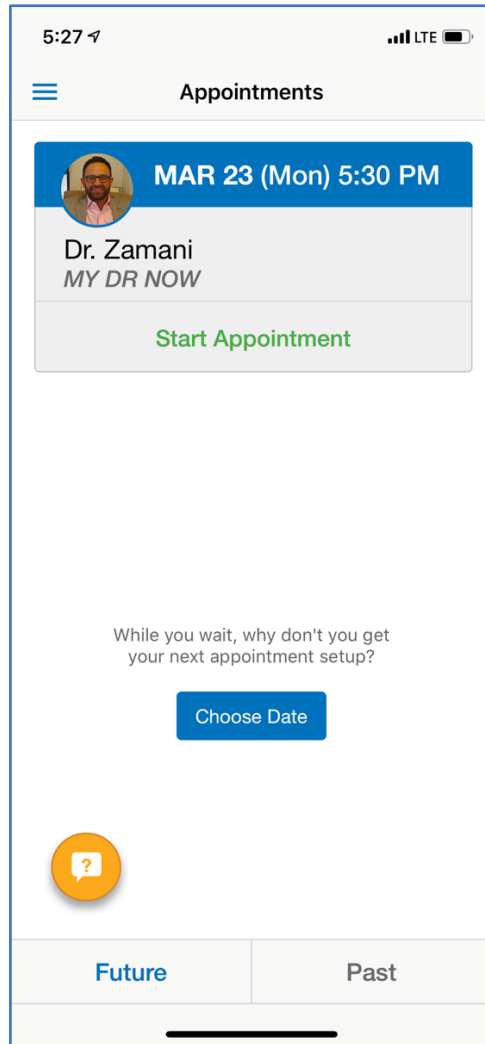 5:27
LTE
Appointments
MAR 23 (Mon) 5:30 PM
Dr. Zamani
MY DR NOW
Start Appointment
While you wait, why don't you get
your next appointment setup?
Choose Date
?
Future
Past